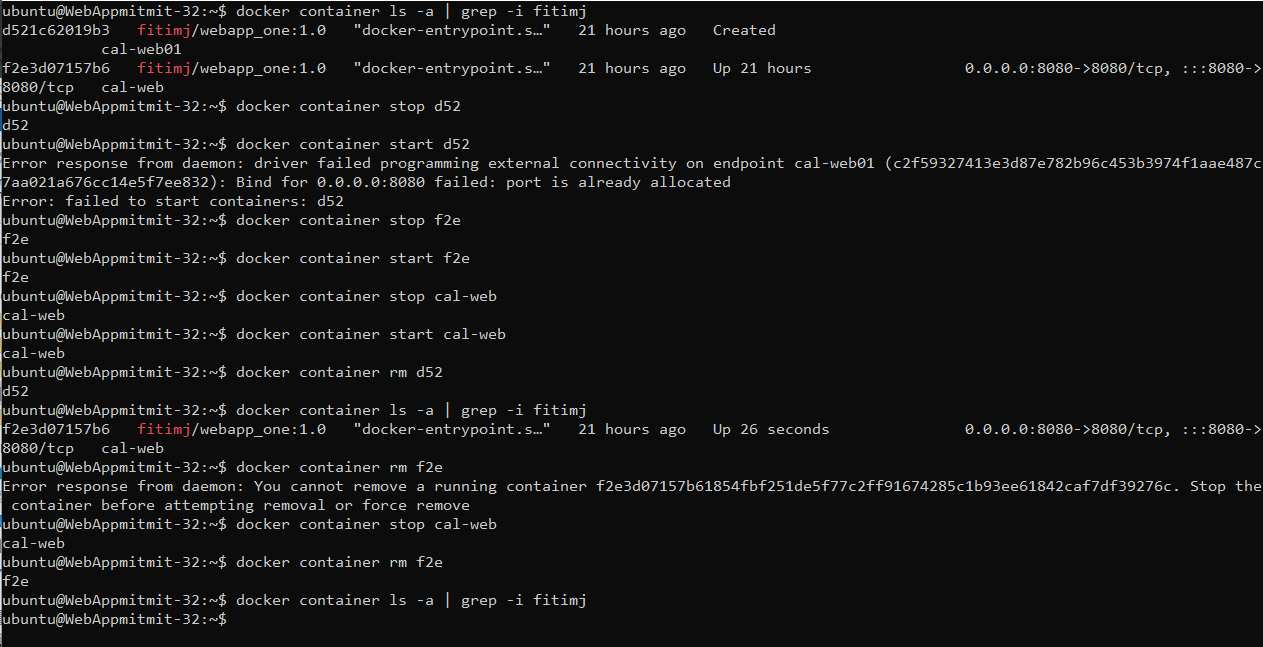 ubuntu@WebAppmitmit-32:~$ docker container ls -a | grep -i fitimj
d521c62019b3   fitimj/webapp_one:1.0   "docker-entrypoint.s…"   21 hours ago   Created
           cal-web01
f2e3d07157b6   fitimj/webapp_one:1.0   "docker-entrypoint.s…"   21 hours ago   Up 21 hours                 0.0.0.0:8080->8080/tcp, :::8080->
8080/tcp   cal-web
ubuntu@WebAppmitmit-32:~$ docker container stop d52
d52
ubuntu@WebAppmitmit-32:~$ docker container start d52
Error response from daemon: driver failed programming external connectivity on endpoint cal-web01 (c2f59327413e3d87e782b96c453b3974f1aae487c
7aa021a676cc14e5f7ee832): Bind for 0.0.0.0:8080 failed: port is already allocated
Error: failed to start containers: d52
ubuntu@WebAppmitmit-32:~$ docker container stop f2e
f2e
ubuntu@WebAppmitmit-32:~$ docker container start f2e
f2e
ubuntu@WebAppmitmit-32:~$ docker container stop cal-web
cal-web
ubuntu@WebAppmitmit-32:~$ docker container start cal-web
cal-web
ubuntu@WebAppmitmit-32:~$ docker container rm d52
d52
ubuntu@WebAppmitmit-32:~$ docker container ls -a | grep -i fitimj
f2e3d07157b6   fitimj/webapp_one:1.0   "docker-entrypoint.s…"   21 hours ago   Up 26 seconds               0.0.0.0:8080->8080/tcp, :::8080->
8080/tcp   cal-web
ubuntu@WebAppmitmit-32:~$ docker container rm f2e
Error response from daemon: You cannot remove a running container f2e3d07157b61854fbf251de5f77c2ff91674285c1b93ee61842caf7df39276c. Stop the
 container before attempting removal or force remove
ubuntu@WebAppmitmit-32:~$ docker container stop cal-web
cal-web
ubuntu@WebAppmitmit-32:~$ docker container rm f2e
f2e
ubuntu@WebAppmitmit-32:~$ docker container ls -a | grep -i fitimj
ubuntu@WebAppmitmit-32:~$